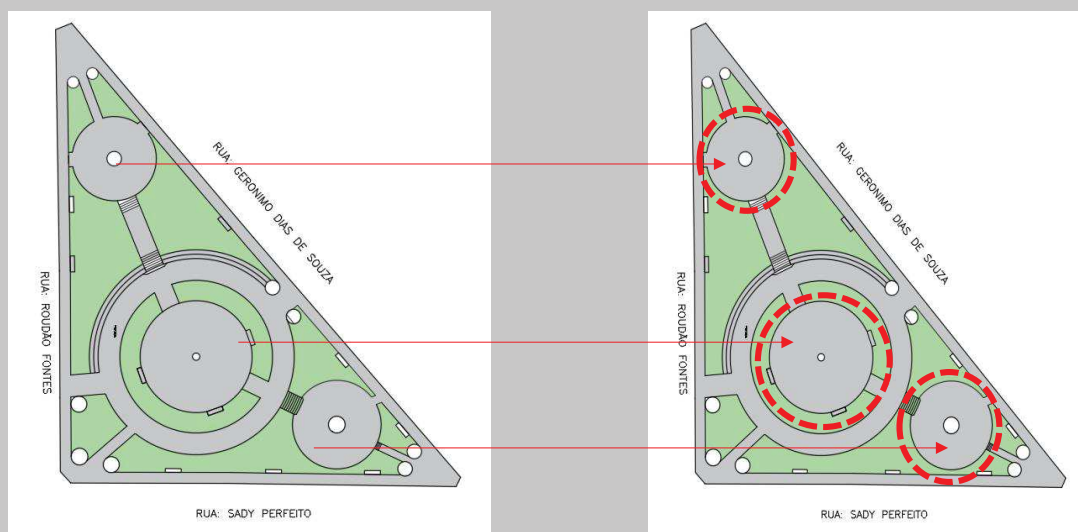 RUA: GERONIMO DIAS DE SOUZA
RUA: ROUDÃO FONTES
RUA: SADY PERFEITO
RUA: GERONIMO DIAS DE SOUZA
RUA: ROUDÃO FONTES
RUA: SADY PERFEITO